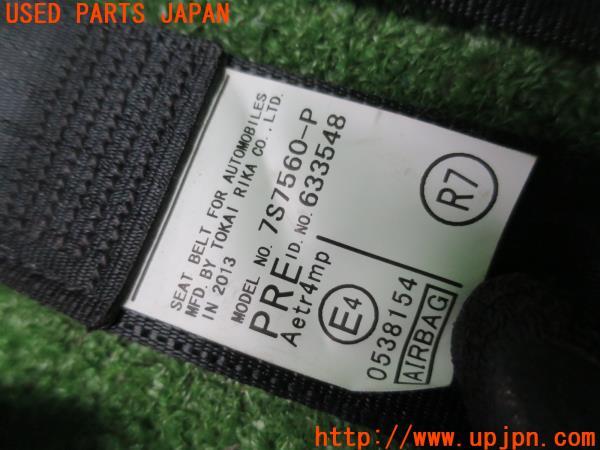 USED PARTS JAPAN
SEAT BELT FOR AUTOMOBILES
MFD. BY TOKAI RIKA CO., LTD.
IN 2013
MODEL NO. 7S7560-P
PRE ID. NO. 633548
Aetr4mp
E4
0538154
AIRBAG
R7
http://www.upjpn.com/